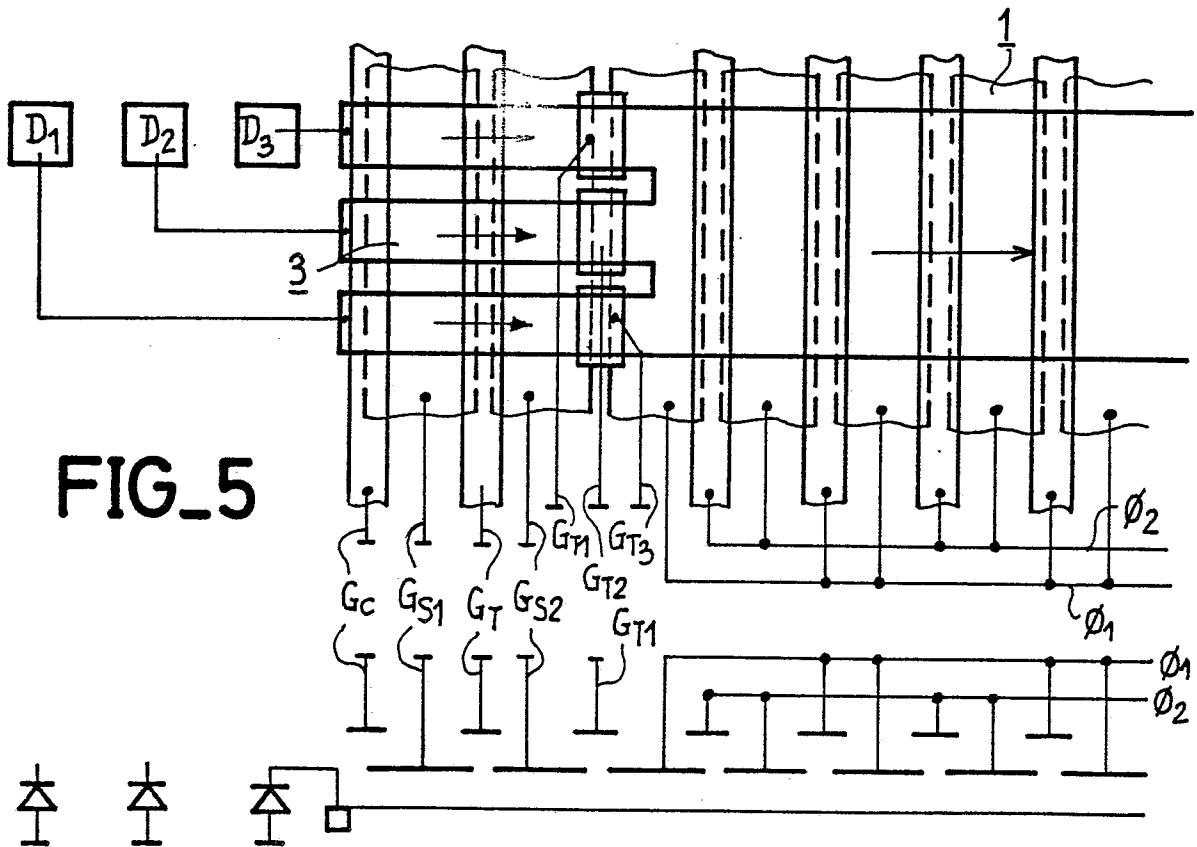 1
D1 D2 D3
3
FIG_5
GT1 GT3
Ø2
GT2
GC GS1 GT GS2
GT1
Ø1
Ø1
Ø2